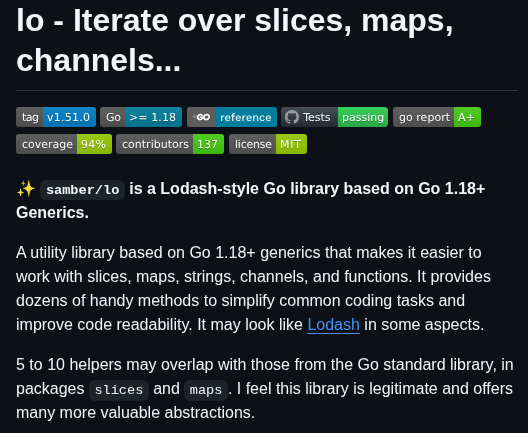 lo - Iterate over slices, maps,
channels...
tag v1.51.0 Go >= 1.18 GO reference Tests passing go report A+
coverage 94% contributors 137 license MIT
✨ samber/lo is a Lodash-style Go library based on Go 1.18+
Generics.
A utility library based on Go 1.18+ generics that makes it easier to
work with slices, maps, strings, channels, and functions. It provides
dozens of handy methods to simplify common coding tasks and
improve code readability. It may look like Lodash in some aspects.
5 to 10 helpers may overlap with those from the Go standard library, in
packages slices and maps. I feel this library is legitimate and offers
many more valuable abstractions.